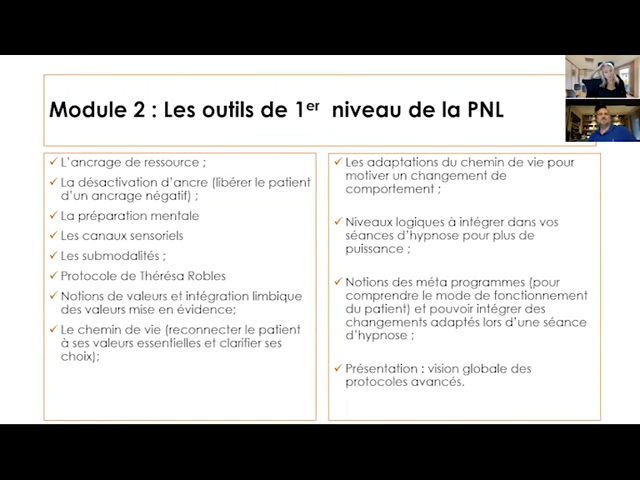 Module 2 : Les outils de 1er niveau de la PNL
✓ L'ancrage de ressource ;
✓ La désactivation d'ancre (libérer le patient
d'un ancrage négatif) ;
✓ La préparation mentale
✓ Les canaux sensoriels
✓ Les submodalités ;
✓ Protocole de Thérésa Robles
✓ Notions de valeurs et intégration limbique
des valeurs mise en évidence;
✓ Le chemin de vie (reconnecter le patient
à ses valeurs essentielles et clarifier ses
choix);
✓ Les adaptations du chemin de vie pour
motiver un changement de
comportement ;
✓ Niveaux logiques à intégrer dans vos
séances d'hypnose pour plus de
puissance ;
✓ Notions des méta programmes (pour
comprendre le mode de fonctionnement
du patient) et pouvoir intégrer des
changements adaptés lors d'une séance
d'hypnose ;
✓ Présentation : vision globale des
protocoles avancés.